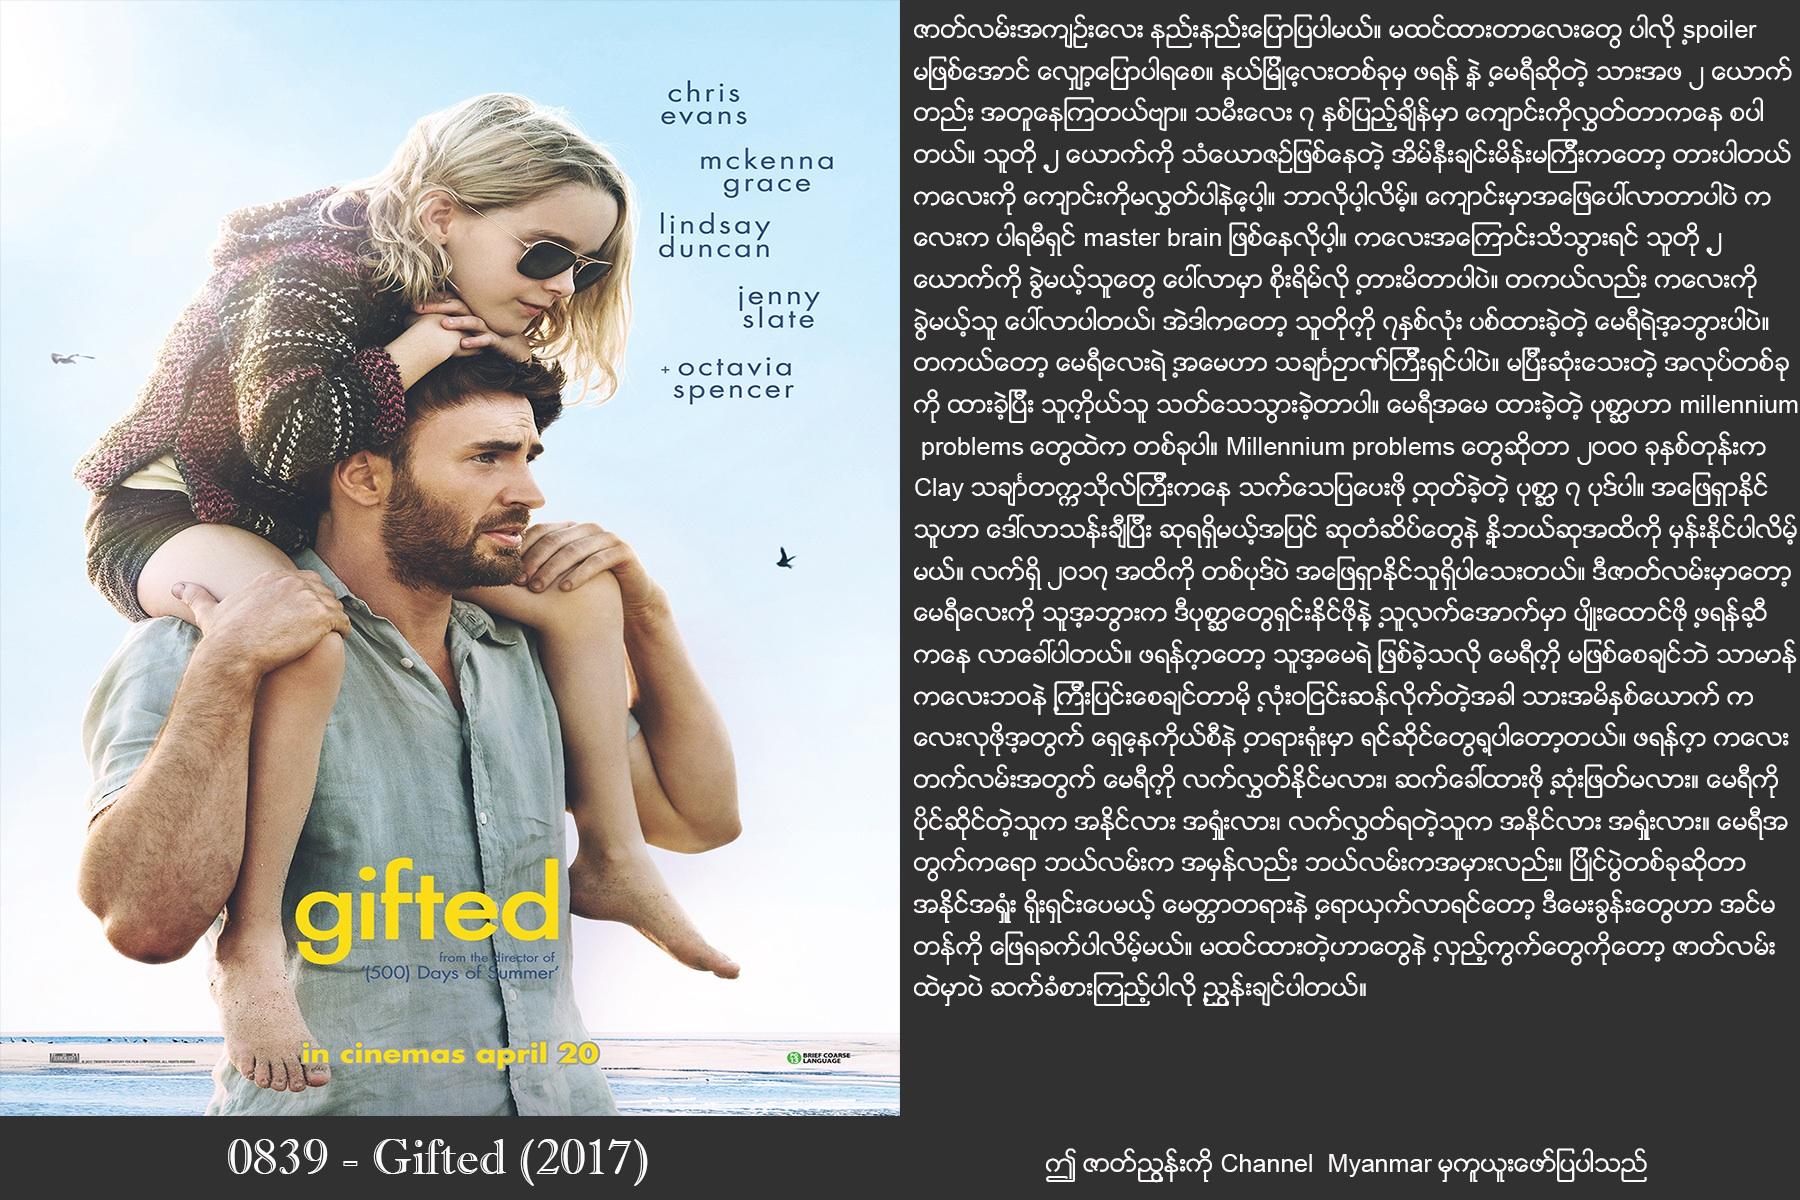 chris
evans
mckenna
grace
lindsay
duncan
jenny
slate
+ octavia
spencer
gifted
from the director of
'(500) Days of Summer'
in cinemas april 20
BRIEF COARSE
LANGUAGE
0839 - Gifted (2017)
ဇာတ်လမ်းအကျဉ်းလေး နည်းနည်းပြောပြပါမယ်။ မထင်ထားတာလေးတွေ ပါလို့ spoiler
မဖြစ်အောင် လျှော့ပြောပါရစေ။ နယ်မြို့လေးတစ်ခုမှ ဖရန် နဲ့ မေရီဆိုတဲ့ သားအဖ ၂ ယောက်
တည်း အတူနေကြတယ်ဗျာ။ သမီးလေး ၇ နှစ်ပြည့်ချိန်မှာ ကျောင်းကိုလွှတ်တာကနေ စပါ
တယ်။ သူတို့ ၂ ယောက်ကို သံယောဇဉ်ဖြစ်နေတဲ့ အိမ်နီးချင်းမိန်းမကြီးကတော့ တားပါတယ်
ကလေးကို ကျောင်းကိုမလွှတ်ပါနဲ့ပေ့ါ။ ဘာလို့ပါလိမ့်။ ကျောင်းမှာအဖြေပေါ်လာတာပါပဲ က
လေးက ပါရမီရှင် master brain ဖြစ်နေလို့ပါ။ ကလေးအကြောင်းသိသွားရင် သူတို့ ၂
ယောက်ကို ခွဲမယ့်သူတွေ ပေါ်လာမှာ စိုးရိမ်လို့ တားမိတာပါပဲ။ တကယ်လည်း ကလေးကို
ခွဲမယ့်သူ ပေါ်လာပါတယ်၊ အဲဒါကတော့ သူတို့ကို ၇နှစ်လုံး ပစ်ထားခဲ့တဲ့ မေရီရဲ့အဘွားပါပဲ။
တကယ်တော့ မေရီလေးရဲ့ အမေဟာ သင်္ချာဉာဏ်ကြီးရှင်ပါပဲ။ မပြီးဆုံးသေးတဲ့ အလုပ်တစ်ခု
ကို ထားခဲ့ပြီး သူ့ကိုယ်သူ သတ်သေသွားခဲ့တာပါ။ မေရီအမေ ထားခဲ့တဲ့ ပုစ္ဆာဟာ millennium
problems တွေထဲက တစ်ခုပါ။ Millennium problems တွေဆိုတာ ၂၀၀၀ ခုနှစ်တုန်းက
Clay သင်္ချာတက္ကသိုလ်ကြီးကနေ သက်သေပြပေးဖို့ ထုတ်ခဲ့တဲ့ ပုစ္ဆာ ၇ ပုဒ်ပါ။ အဖြေရှာနိုင်
သူဟာ ဒေါ်လာသန်းချီပြီး ဆုရရှိမယ့်အပြင် ဆုတံဆိပ်တွေနဲ့ နို့ဘယ်ဆုအထိကို မှန်းနိုင်ပါလိမ့်
မယ်။ လက်ရှိ ၂၀၁၇ အထိကို တစ်ပုဒ်ပဲ အဖြေရှာနိုင်သူရှိပါသေးတယ်။ ဒီဇာတ်လမ်းမှာတော့
မေရီလေးကို သူ့အဘွားက ဒီပုစ္ဆာတွေရှင်းနိုင်ဖို့နဲ့ သူ့လက်အောက်မှာ ပျိုးထောင်ဖို့ ဖရန့်ဆီ
ကနေ လာခေါ်ပါတယ်။ ဖရန့်ကတော့ သူ့အမေရဲ့ ဖြစ်ခဲ့သလို မေရီ့ကို မဖြစ်စေချင်ဘဲ သာမာန်
ကလေးဘဝနဲ့ ကြီးပြင်းစေချင်တာမို့ လုံးဝငြင်းဆန်လိုက်တဲ့အခါ သားအမိနှစ်ယောက် က
လေးလုဖို့အတွက် ရှေ့နေကိုယ်စီနဲ့ တရားရုံးမှာ ရင်ဆိုင်တွေ့ရပါတော့တယ်။ ဖရန့်က ကလေး
တက်လမ်းအတွက် မေရီ့ကို လက်လွှတ်နိုင်မလား၊ ဆက်ခေါ်ထားဖို့ ဆုံးဖြတ်မလား။ မေရီကို
ပိုင်ဆိုင်တဲ့သူက အနိုင်လား အရှုံးလား၊ လက်လွှတ်ရတဲ့သူက အနိုင်လား အရှုံးလား။ မေရီအ
တွက်ကရော ဘယ်လမ်းက အမှန်လည်း ဘယ်လမ်းကအမှားလည်း။ ပြိုင်ပွဲတစ်ခုဆိုတာ
အနိုင်အရှုံး ရိုးရှင်းပေမယ့် မေတ္တာတရားနဲ့ ရောယှက်လာရင်တော့ ဒီမေးခွန်းတွေဟာ အင်မ
တန်ကို ဖြေရခက်ပါလိမ့်မယ်။ မထင်ထားတဲ့ဟာတွေနဲ့ လှည့်ကွက်တွေကိုတော့ ဇာတ်လမ်း
ထဲမှာပဲ ဆက်ခံစားကြည့်ပါလို့ ညွှန်းချင်ပါတယ်။
ဤ ဇာတ်ညွှန်းကို Channel Myanmar မှကူယူးဖော်ပြပါသည်